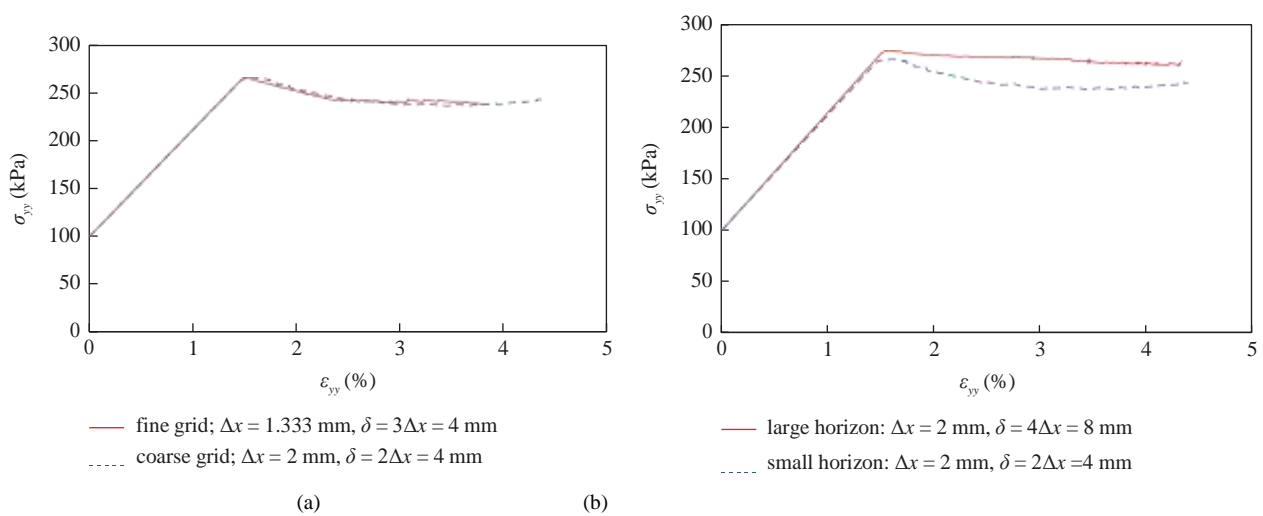 300
250
200
150
100
50
0
σyy (kPa)
0 1 2 3 4 5
εyy (%)
fine grid; Δx = 1.333 mm, δ = 3Δx = 4 mm
coarse grid; Δx = 2 mm, δ = 2Δx = 4 mm
(a)
300
250
200
150
100
50
0
σyy (kPa)
0 1 2 3 4 5
εyy (%)
large horizon: Δx = 2 mm, δ = 4Δx = 8 mm
small horizon: Δx = 2 mm, δ = 2Δx =4 mm
(b)